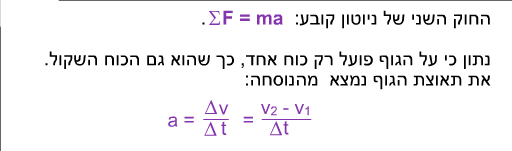 החוק השני של ניוטון קובע: ΣF = ma.
נתון כי על הגוף פועל רק כוח אחד, כך שהוא גם הכוח השקול.
את תאוצת הגוף נמצא מהנוסחה:
a = Δv/Δt = (v2 - v1)/Δt